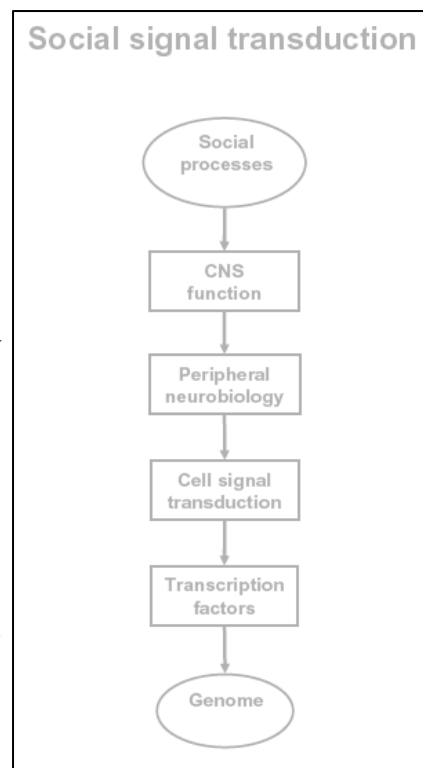 Social signal transduction
Social
processes
CNS
function
Peripheral
neurobiology
Cell signal
transduction
Transcription
factors
Genome